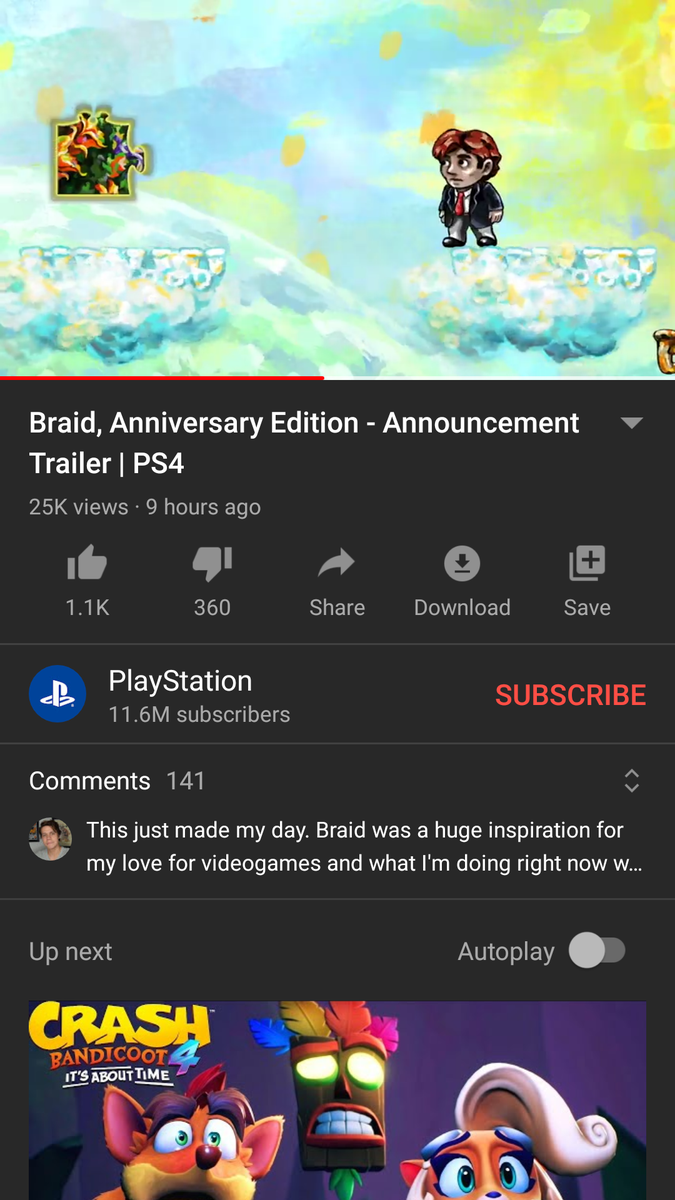 Braid, Anniversary Edition - Announcement
Trailer | PS4
25K views · 9 hours ago
1.1K
360
Share
Download
Save
PlayStation
11.6M subscribers
SUBSCRIBE
Comments 141
This just made my day. Braid was a huge inspiration for
my love for videogames and what I'm doing right now w...
Up next
Autoplay
CRASH
BANDICOOT 4
IT'S ABOUT TIME